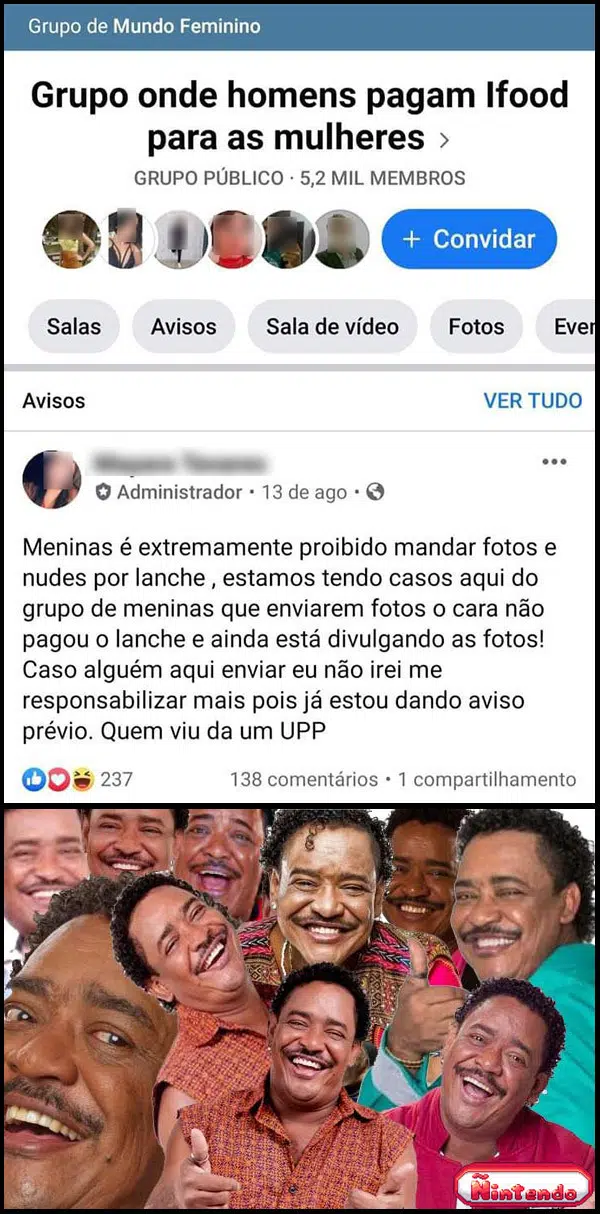 Grupo de Mundo Feminino
Grupo onde homens pagam Ifood
para as mulheres >
GRUPO PÚBLICO · 5,2 MIL MEMBROS
+ Convidar
Salas Avisos Sala de vídeo Fotos Ever
Avisos VER TUDO
Administrador · 13 de ago ·
Meninas é extremamente proibido mandar fotos e
nudes por lanche , estamos tendo casos aqui do
grupo de meninas que enviarem fotos o cara não
pagou o lanche e ainda está divulgando as fotos!
Caso alguém aqui enviar eu não irei me
responsabilizar mais pois já estou dando aviso
prévio. Quem viu da um UPP
237 138 comentários • 1 compartilhamento
Ñintendo